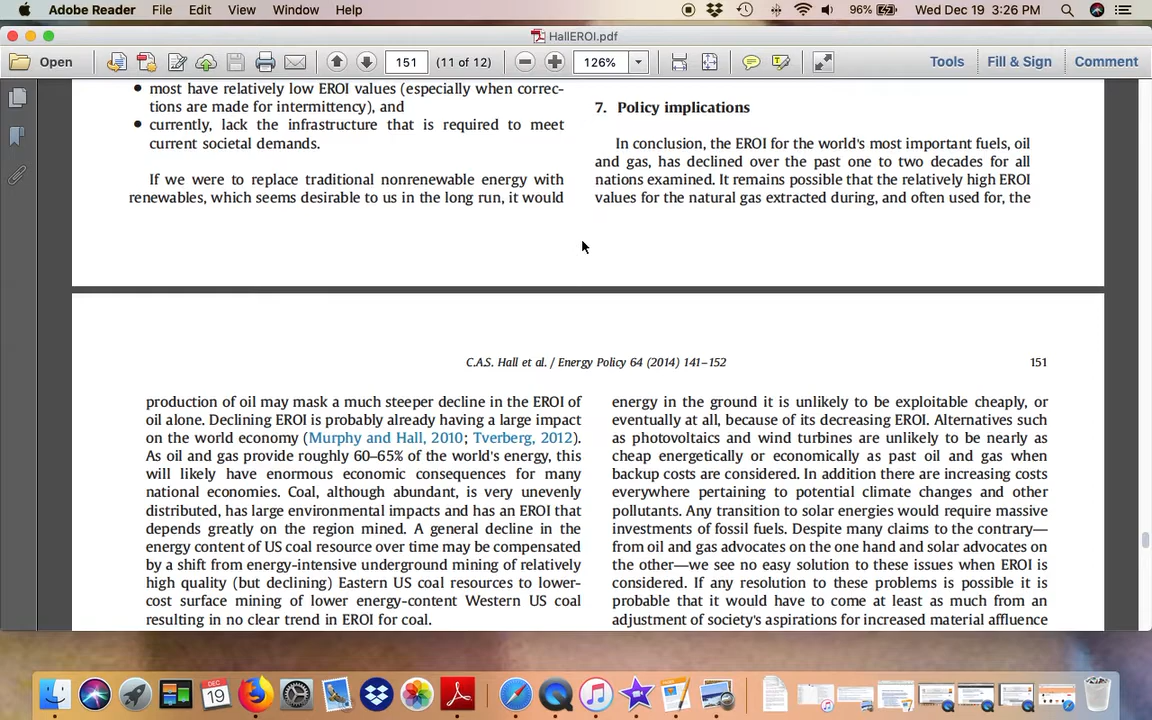 Adobe Reader File Edit View Window Help 96% Wed Dec 19 3:26 PM
HallEROI.pdf
Open 151 (11 of 12) 126% Tools Fill & Sign Comment
• most have relatively low EROI values (especially when correc-
tions are made for intermittency), and
• currently, lack the infrastructure that is required to meet
current societal demands.
If we were to replace traditional nonrenewable energy with
renewables, which seems desirable to us in the long run, it would
7. Policy implications
In conclusion, the EROI for the world's most important fuels, oil
and gas, has declined over the past one to two decades for all
nations examined. It remains possible that the relatively high EROI
values for the natural gas extracted during, and often used for, the
C.A.S. Hall et al. / Energy Policy 64 (2014) 141–152 151
production of oil may mask a much steeper decline in the EROI of
oil alone. Declining EROI is probably already having a large impact
on the world economy (Murphy and Hall, 2010; Tverberg, 2012).
As oil and gas provide roughly 60–65% of the world's energy, this
will likely have enormous economic consequences for many
national economies. Coal, although abundant, is very unevenly
distributed, has large environmental impacts and has an EROI that
depends greatly on the region mined. A general decline in the
energy content of US coal resource over time may be compensated
by a shift from energy-intensive underground mining of relatively
high quality (but declining) Eastern US coal resources to lower-
cost surface mining of lower energy-content Western US coal
resulting in no clear trend in EROI for coal.
energy in the ground it is unlikely to be exploitable cheaply, or
eventually at all, because of its decreasing EROI. Alternatives such
as photovoltaics and wind turbines are unlikely to be nearly as
cheap energetically or economically as past oil and gas when
backup costs are considered. In addition there are increasing costs
everywhere pertaining to potential climate changes and other
pollutants. Any transition to solar energies would require massive
investments of fossil fuels. Despite many claims to the contrary—
from oil and gas advocates on the one hand and solar advocates on
the other—we see no easy solution to these issues when EROI is
considered. If any resolution to these problems is possible it is
probable that it would have to come at least as much from an
adjustment of society's aspirations for increased material affluence
DEC
19